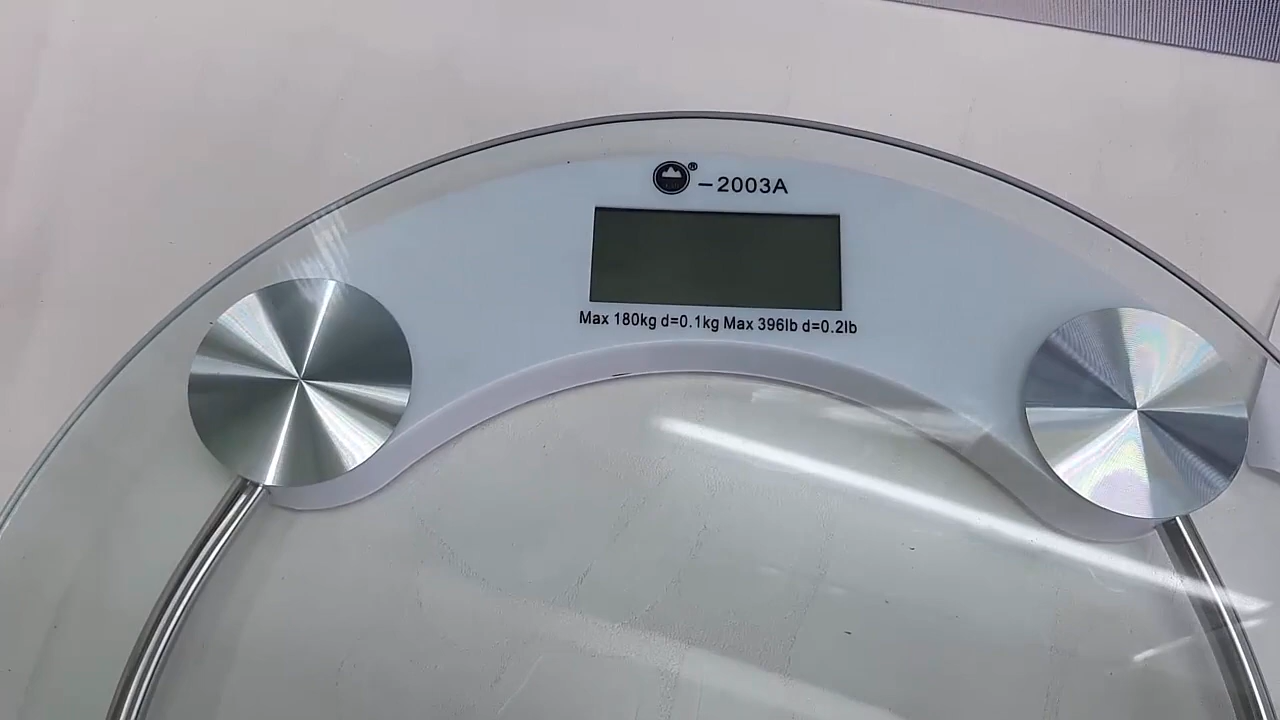 ® –2003A
Max 180kg d=0.1kg Max 396lb d=0.2lb